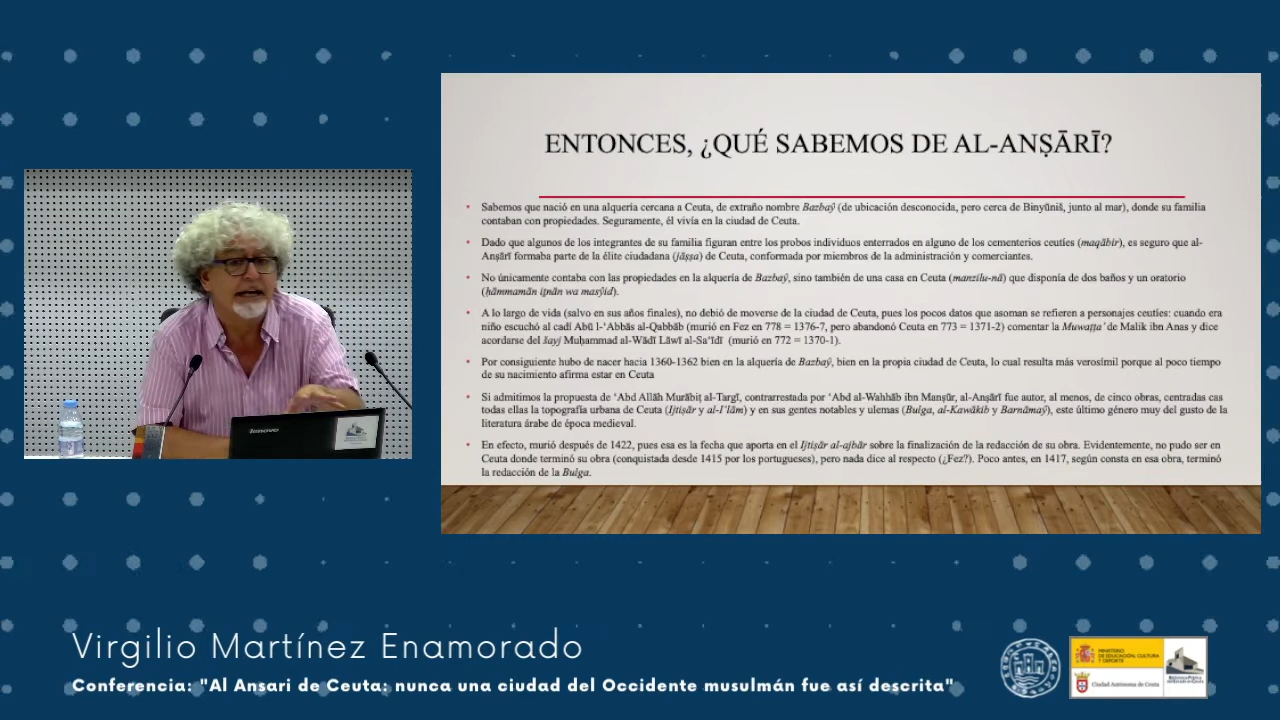 ENTONCES, ¿QUÉ SABEMOS DE AL-ANṢĀRĪ?
• Sabemos que nació en una alquería cercana a Ceuta, de extraño nombre Bazbaŷ (de ubicación desconocida, pero cerca de Binyūniš, junto al mar), donde su familia
contaban con propiedades. Seguramente, él vivía en la ciudad de Ceuta.
• Dado que algunos de los integrantes de su familia figuran entre los probos individuos enterrados en alguno de los cementerios ceutíes (maqābir), es seguro que al-
Anṣārī formaba parte de la élite ciudadana (jāṣṣa) de Ceuta, conformada por miembros de la administración y comerciantes.
• No únicamente contaba con las propiedades en la alquería de Bazbaŷ, sino también de una casa en Ceuta (manzilu-nā) que disponía de dos baños y un oratorio
(ḥammamān iṯnān wa masŷid).
• A lo largo de vida (salvo en sus años finales), no debió de moverse de la ciudad de Ceuta, pues los pocos datos que asoman se refieren a personajes ceutíes: cuando era
niño escuchó al cadí Abū l-ʻAbbās al-Qabbāb (murió en Fez en 778 = 1376-7, pero abandonó Ceuta en 773 = 1371-2) comentar la Muwaṭṭaʼ de Malik ibn Anas y dice
acordarse del šayj Muḥammad al-Wādī Lāwī al-Saʻīdī (murió en 772 = 1370-1).
• Por consiguiente hubo de nacer hacia 1360-1362 bien en la alquería de Bazbaŷ, bien en la propia ciudad de Ceuta, lo cual resulta más verosímil porque al poco tiempo
de su nacimiento afirma estar en Ceuta
• Si admitimos la propuesta de ʻAbd Allāh Murābiṭ al-Targī, contrarrestada por ʻAbd al-Wahhāb ibn Manṣūr, al-Anṣārī fue autor, al menos, de cinco obras, centradas cas
todas ellas la topografía urbana de Ceuta (Ijtiṣār y al-Iʻlām) y en sus gentes notables y ulemas (Bulga, al-Kawākib y Barnāmaŷ), este último género muy del gusto de la
literatura árabe de época medieval.
• En efecto, murió después de 1422, pues esa es la fecha que aporta en el Ijtiṣār al-ajbār sobre la finalización de la redacción de su obra. Evidentemente, no pudo ser en
Ceuta donde terminó su obra (conquistada desde 1415 por los portugueses), pero nada dice al respecto (¿Fez?). Poco antes, en 1417, según consta en esa obra, terminó
la redacción de la Bulga.
lenovo
Virgilio Martínez Enamorado
Conferencia: "Al Ansari de Ceuta: nunca una ciudad del Occidente musulmán fue así descrita"
MINISTERIO
DE EDUCACIÓN, CULTURA
Y DEPORTE
Ciudad Autónoma de Ceuta